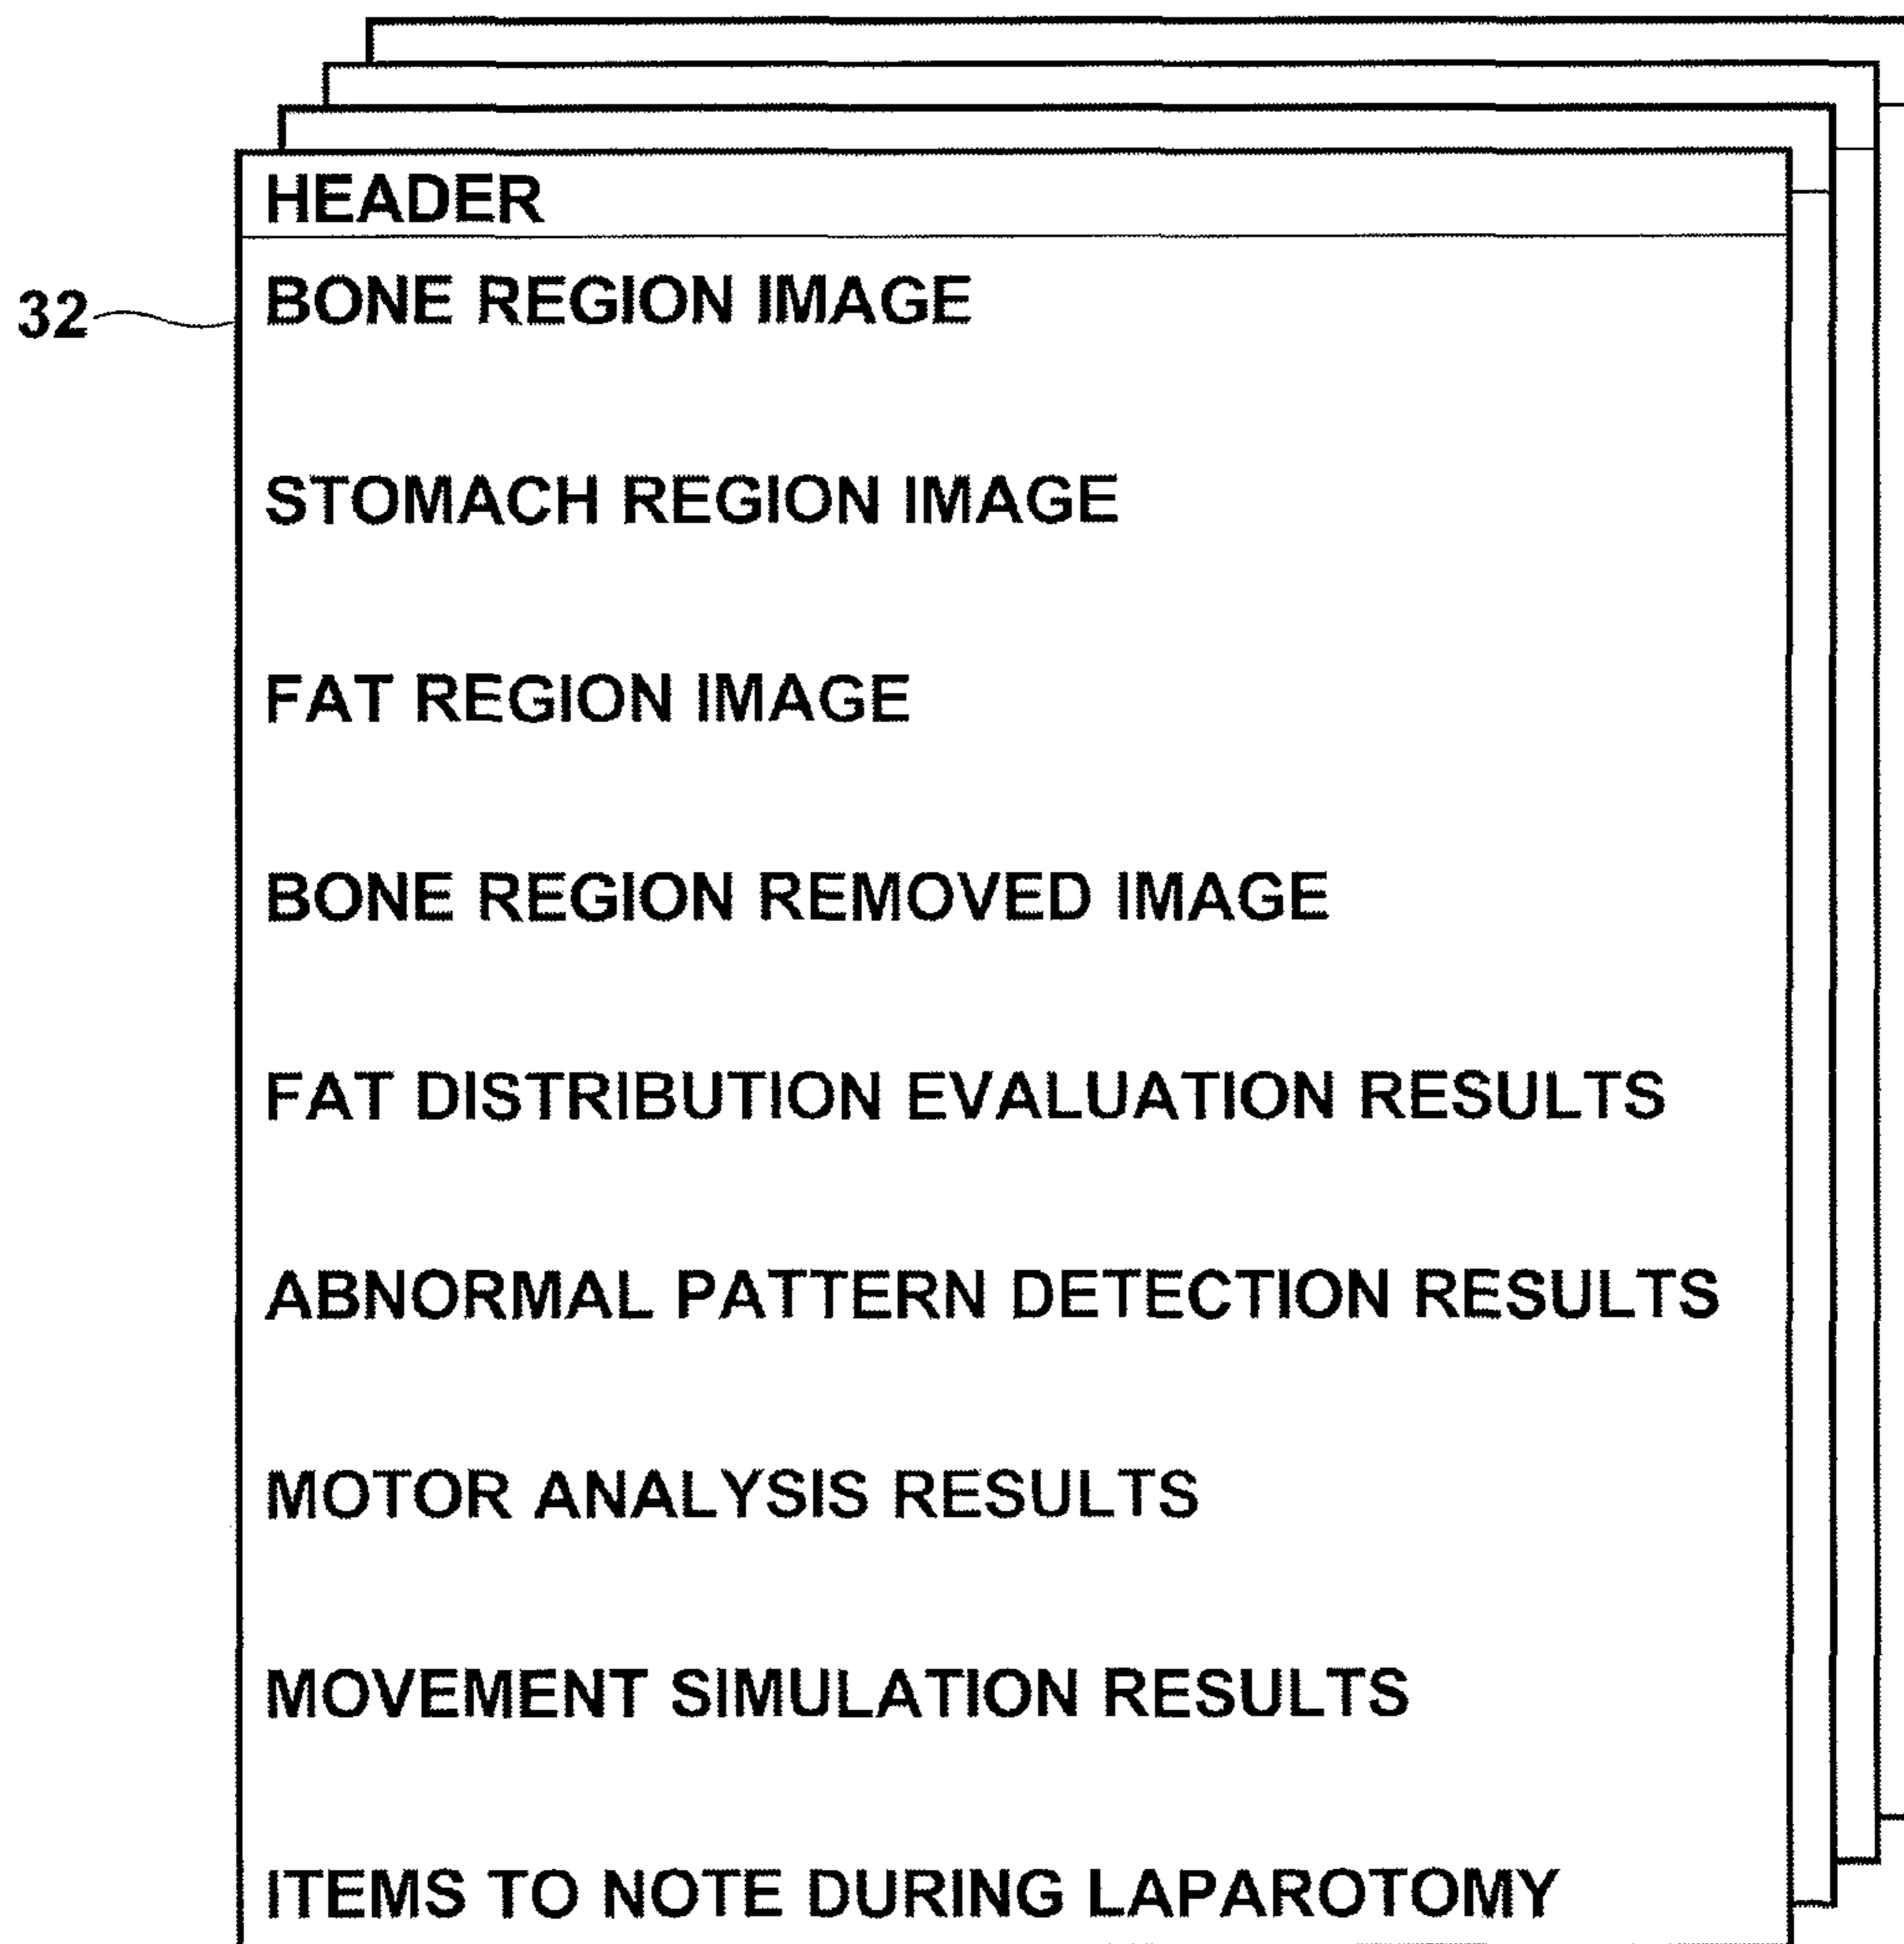 HEADER
32
BONE REGION IMAGE
STOMACH REGION IMAGE
FAT REGION IMAGE
BONE REGION REMOVED IMAGE
FAT DISTRIBUTION EVALUATION RESULTS
ABNORMAL PATTERN DETECTION RESULTS
MOTOR ANALYSIS RESULTS
MOVEMENT SIMULATION RESULTS
ITEMS TO NOTE DURING LAPAROTOMY